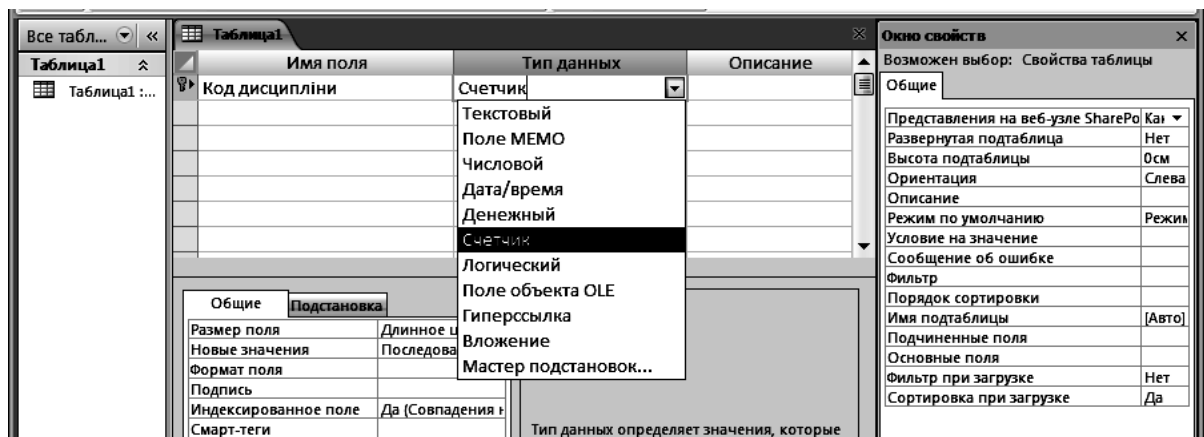 Все табл... «
Таблица1
Таблица1 :...
Таблица1
Имя поля Тип данных Описание
Код дисципліни Счетчик
Текстовый
Поле МЕМО
Числовой
Дата/время
Денежный
Счетчик
Логический
Поле объекта OLE
Гиперссылка
Вложение
Мастер подстановок...
Общие Подстановка
Размер поля Длинное ц
Новые значения Последова
Формат поля
Подпись
Индексированное поле Да (Совпадения н
Смарт-теги
Тип данных определяет значения, которые
Окно свойств
Возможен выбор: Свойства таблицы
Общие
Представления на веб-узле SharePo Как
Развернутая подтаблица Нет
Высота подтаблицы 0см
Ориентация Слева
Описание
Режим по умолчанию Режим
Условие на значение
Сообщение об ошибке
Фильтр
Порядок сортировки
Имя подтаблицы [Авто]
Подчиненные поля
Основные поля
Фильтр при загрузке Нет
Сортировка при загрузке Да